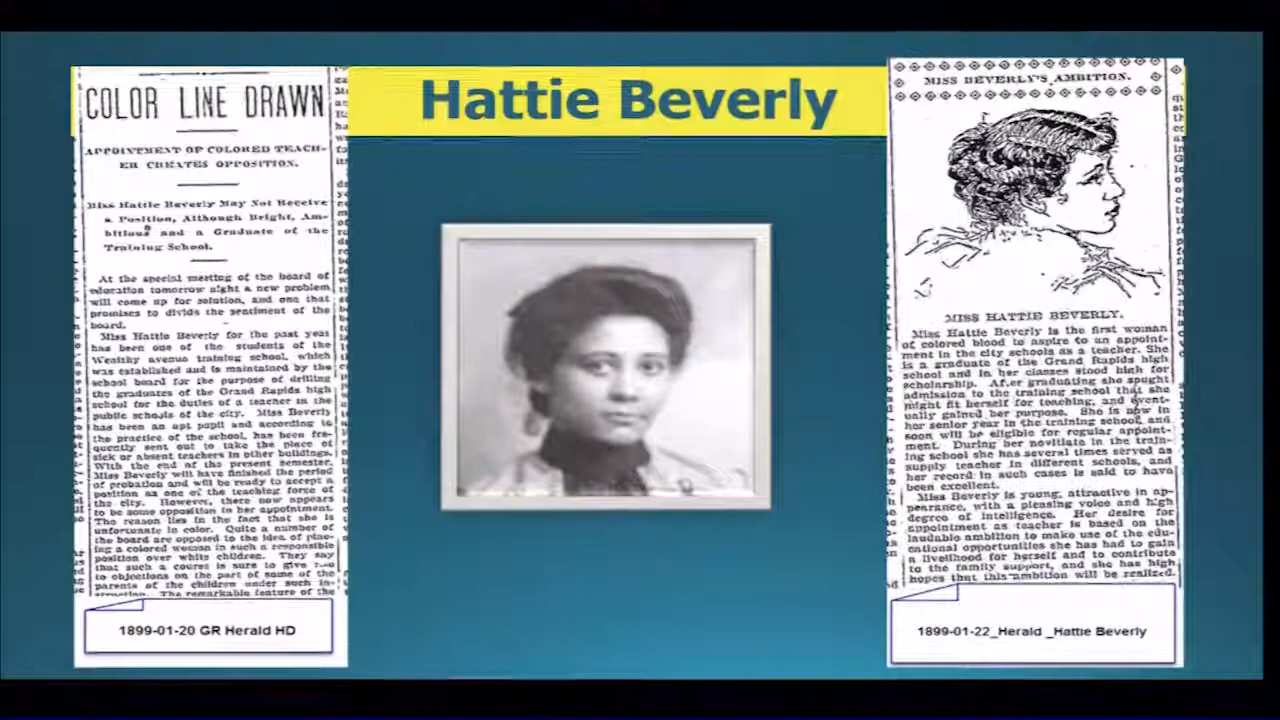 Hattie Beverly
COLOR LINE DRAWN
APPOINTMENT OF COLORED TEACH-
ER CREATES OPPOSITION.
Miss Hattie Beverly May Not Receive
a Position, Although Bright, Am-
bitious and a Graduate of the
Training School.
At the special meeting of the board of
education tomorrow night a new problem
will come up for solution, and one that
promises to divide the sentiment of the
board.
Miss Hattie Beverly for the past year
has been one of the students of the
Wealthy avenue training school, which
was established and is maintained by the
school board for the purpose of drilling
the graduates of the Grand Rapids high
school for the duties of a teacher in the
public schools of the city. Miss Beverly
has been an apt pupil and according to
the practice of the school, has been fre-
quently sent out to take the place of
sick or absent teachers in other buildings.
With the end of the present semester,
Miss Beverly will have finished the period
of probation and will be ready to accept a
position as one of the teaching force of
the city. However, there now appears
to be some opposition to her appointment.
The reason lies in the fact that she is
unfortunate in color. Quite a number of
the board are opposed to the idea of plac-
ing a colored woman in such a responsible
position over white children. They say
that such a course is sure to give
to objections on the part of some of the
parents of the children under such in-
struction. The remarkable feature of the
1899-01-20 GR Herald HD
MISS BEVERLY'S AMBITION.
MISS HATTIE BEVERLY.
Miss Hattie Beverly is the first woman
of colored blood to aspire to an appoint-
ment in the city schools as a teacher. She
is a graduate of the Grand Rapids high
school and in her classes stood high for
scholarship. After graduating she sought
admission to the training school that she
might fit herself for teaching, and event-
ually gained her purpose. She is now in
her senior year in the training school, and
soon will be eligible for regular appoint-
ment. During her novitiate in the train-
ing school she has several times served as
supply teacher in different schools, and
her record in such cases is said to have
been excellent.
Miss Beverly is young, attractive in ap-
pearance, with a pleasing voice and high
degree of intelligence. Her desire for
appointment as teacher is based on the
laudable ambition to make use of the edu-
cational opportunities she has had to gain
a livelihood for herself and to contribute
to the family support, and she has high
hopes that this ambition will be realized.
1899-01-22_Herald _Hattie Beverly